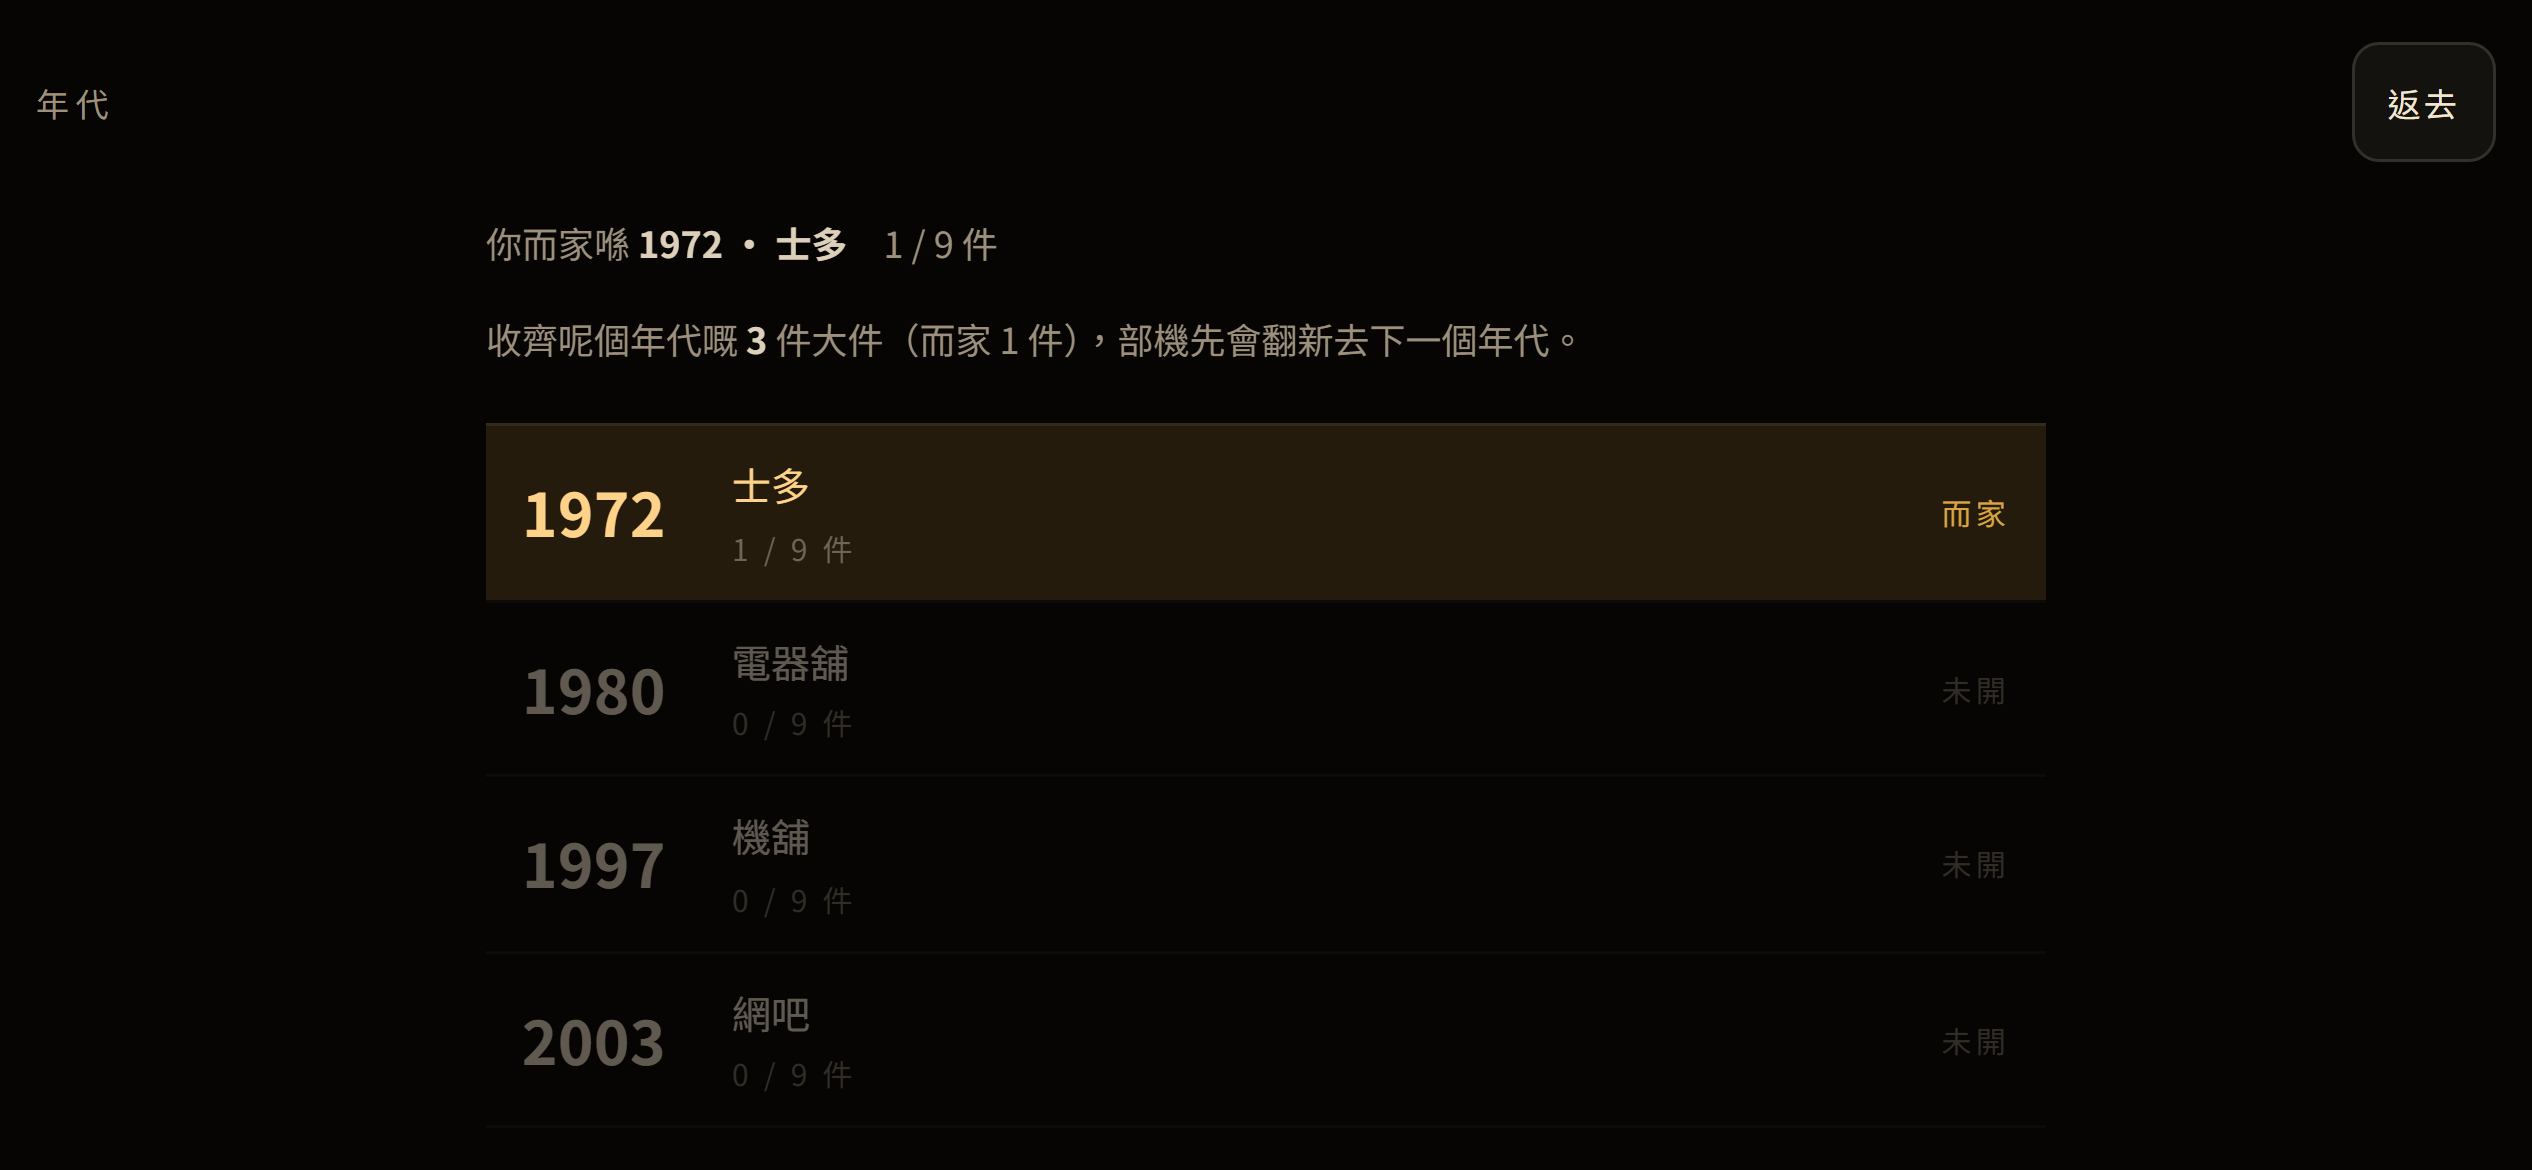 年代
返去
你而家喺 1972 · 士多 1 / 9 件
收齊呢個年代嘅 3 件大件（而家 1 件），部機先會翻新去下一個年代。
1972
士多
1 / 9 件
而家
1980
電器舖
0 / 9 件
未開
1997
機舖
0 / 9 件
未開
2003
網吧
0 / 9 件
未開